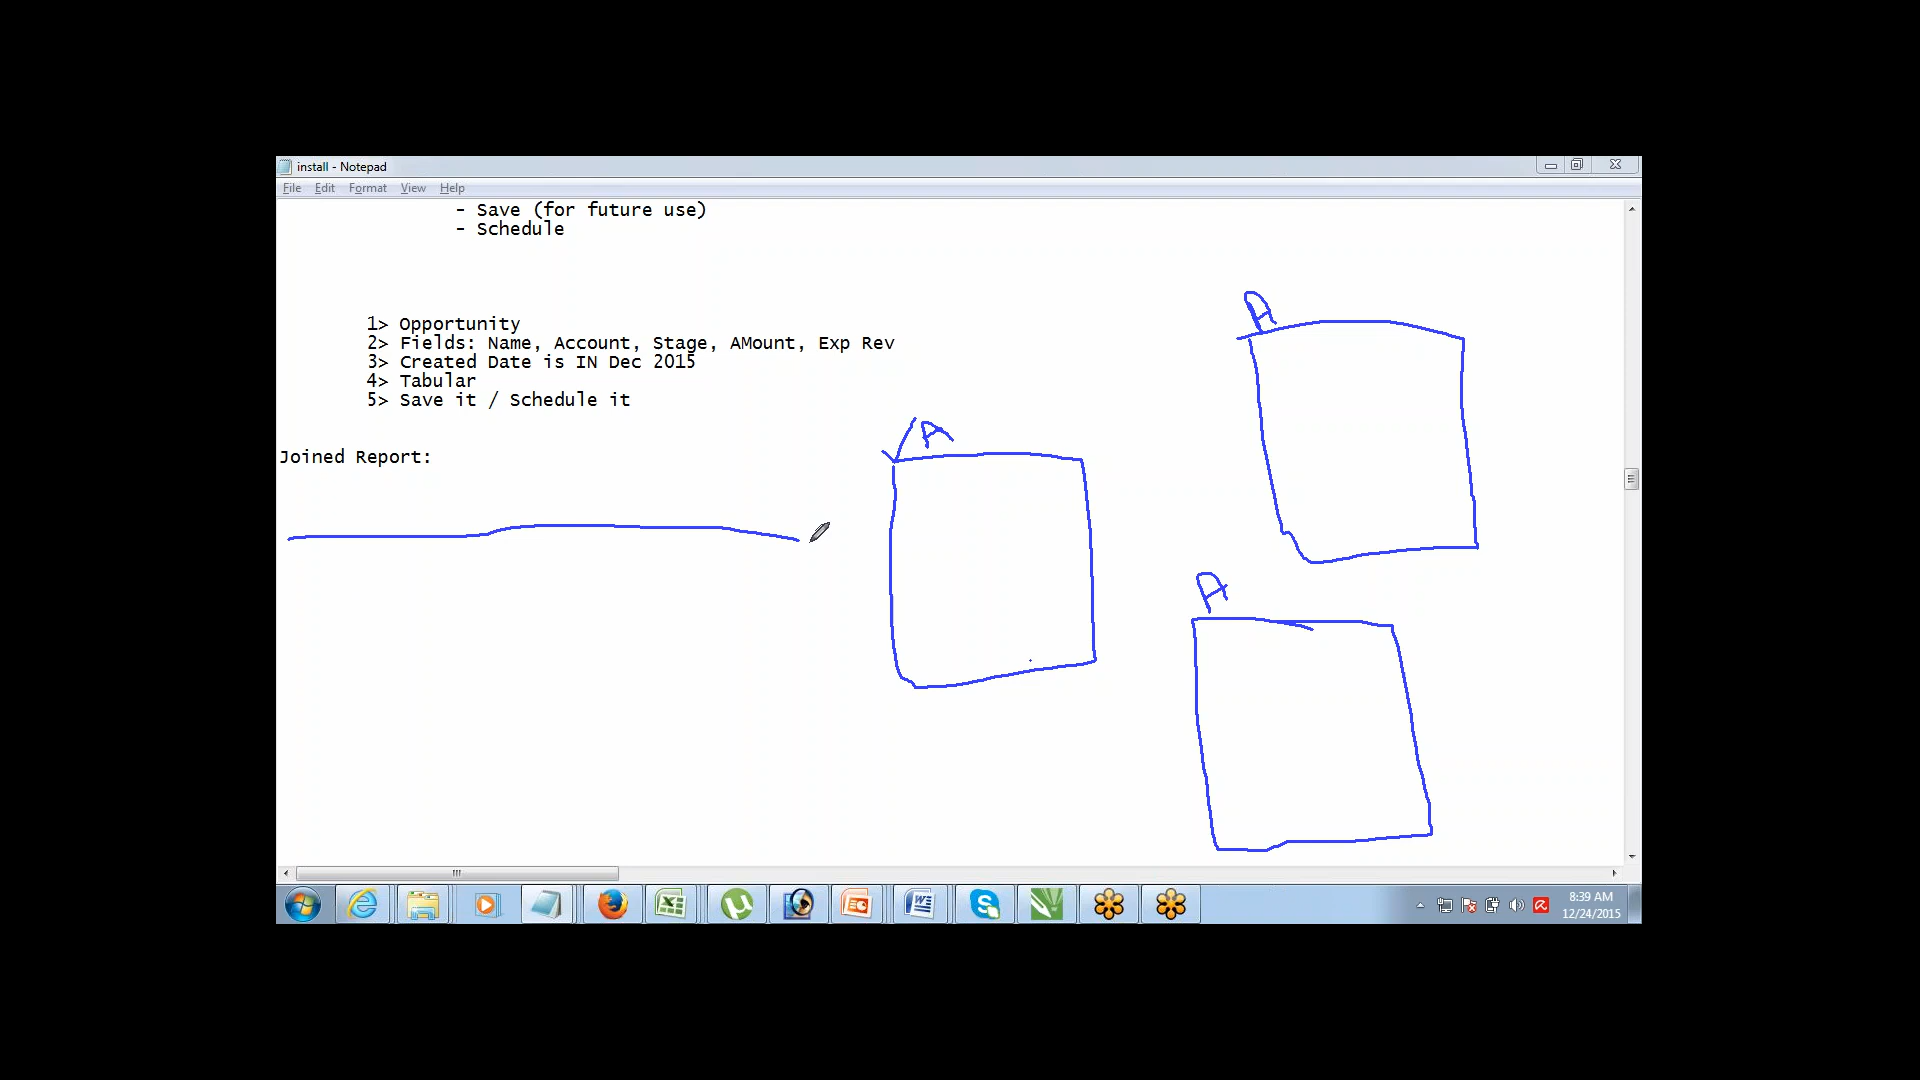 install - Notepad
File Edit Format View Help
- Save (for future use)
- Schedule
1> Opportunity
2> Fields: Name, Account, Stage, AMount, Exp Rev
3> Created Date is IN Dec 2015
4> Tabular
5> Save it / Schedule it
Joined Report:
A
A
A
8:39 AM
12/24/2015